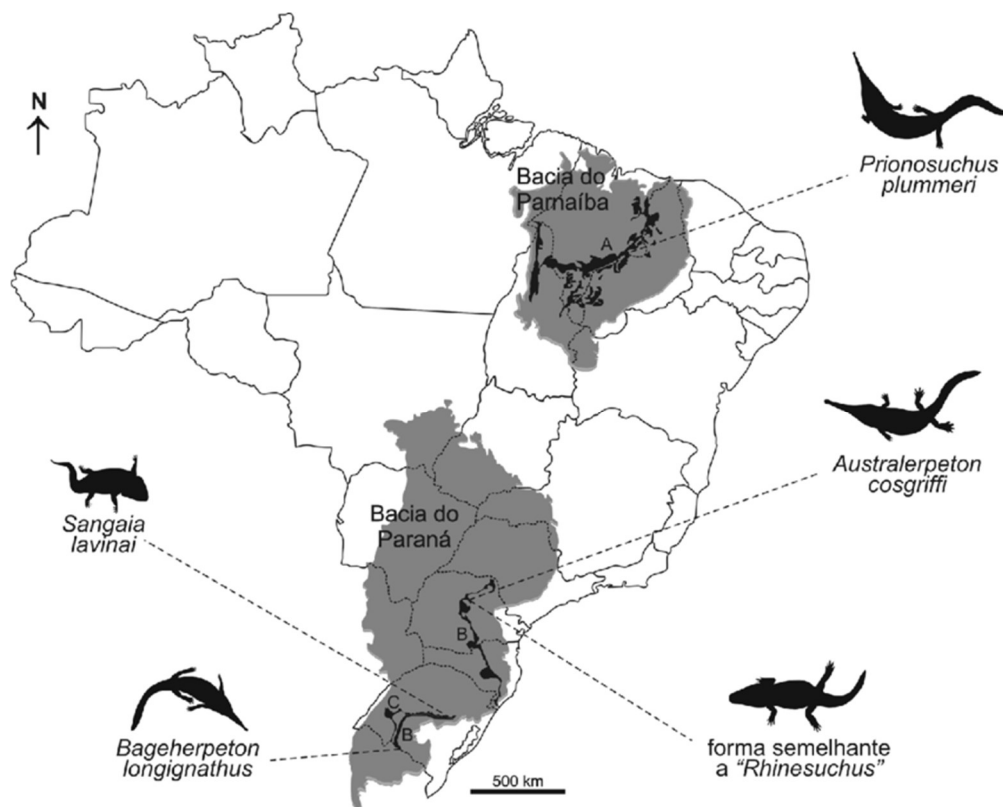 N
Bacia do
Parnaíba
A
Prionosuchus
plummeri
Australerpeton
cosgriffi
Sangaia
lavinai
Bacia do
Paraná
B
C
B
Bageherpeton
longignathus
forma semelhante
a "Rhinesuchus"
500 km